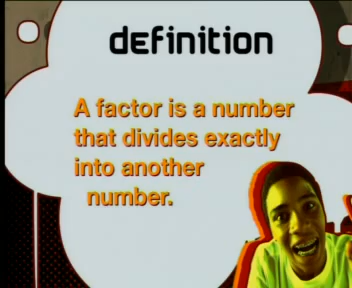 definition
A factor is a number
that divides exactly
into another
number.